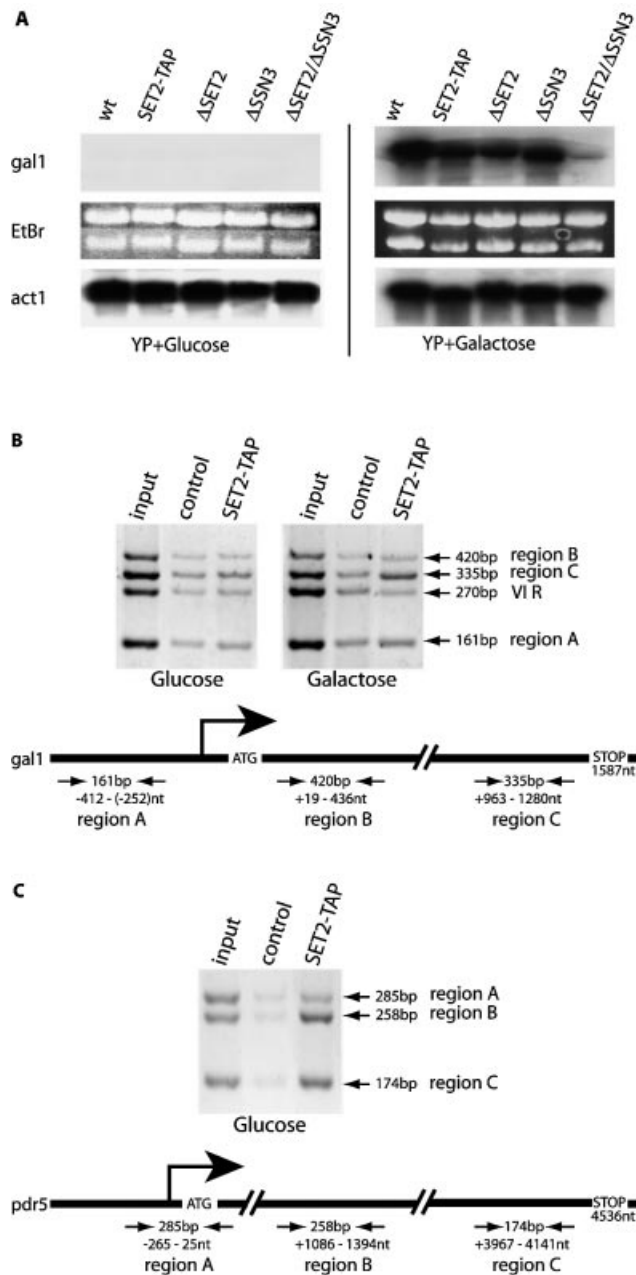 A
wt SET2-TAP ΔSET2 ΔSSN3 ΔSET2/ΔSSN3
wt SET2-TAP ΔSET2 ΔSSN3 ΔSET2/ΔSSN3
gal1
EtBr
act1
YP+Glucose
YP+Galactose
B
input control SET2-TAP
input control SET2-TAP
420bp region B
335bp region C
270bp VI R
161bp region A
Glucose
Galactose
gal1
ATG
STOP
1587nt
161bp
420bp
335bp
-412 - (-252)nt
+19 - 436nt
+963 - 1280nt
region A
region B
region C
C
input control SET2-TAP
285bp region A
258bp region B
174bp region C
Glucose
pdr5
ATG
STOP
4536nt
285bp
258bp
174bp
-265 - 25nt
+1086 - 1394nt
+3967 - 4141nt
region A
region B
region C